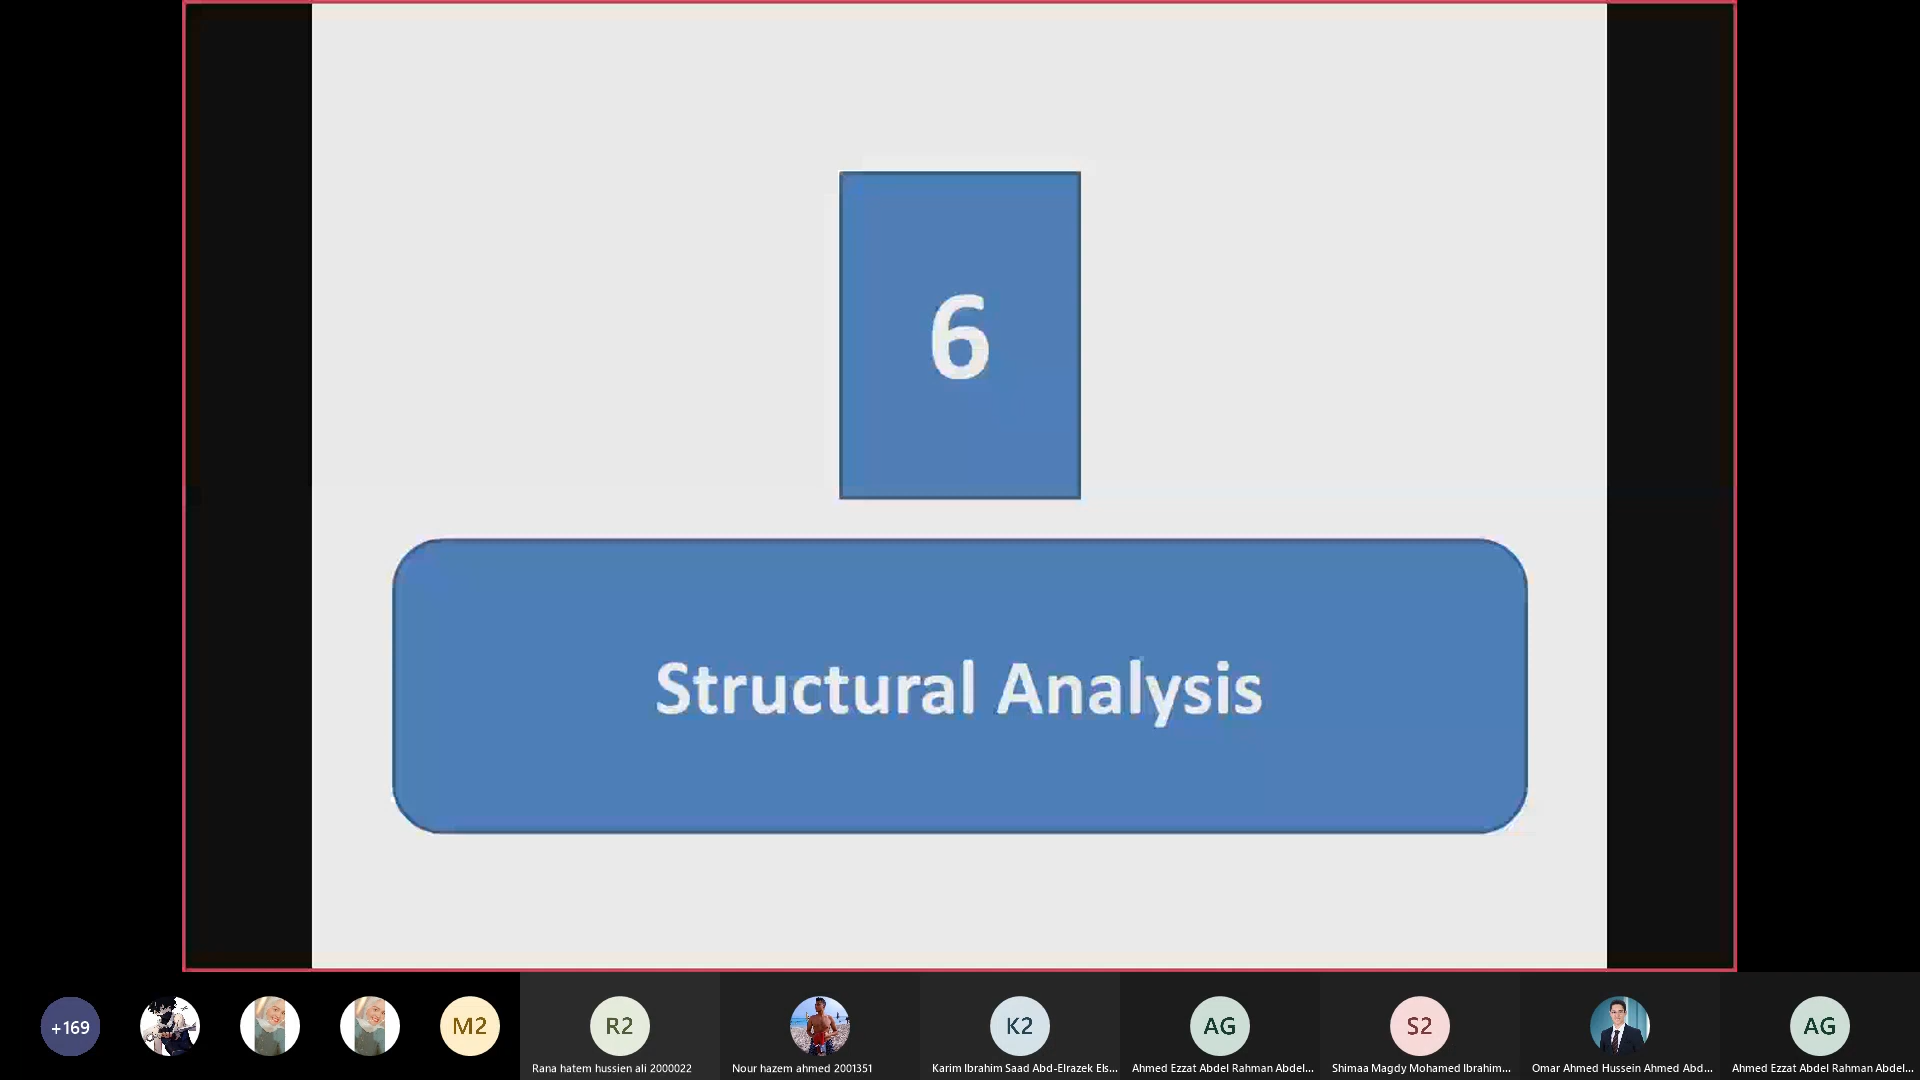 6
Structural Analysis
+169
M2
R2
Rana hatem hussien ali 2000022
Nour hazem ahmed 2001351
K2
Karim Ibrahim Saad Abd-Elrazek Els...
AG
Ahmed Ezzat Abdel Rahman Abdel...
S2
Shimaa Magdy Mohamed Ibrahim...
Omar Ahmed Hussein Ahmed Abd...
AG
Ahmed Ezzat Abdel Rahman Abdel...